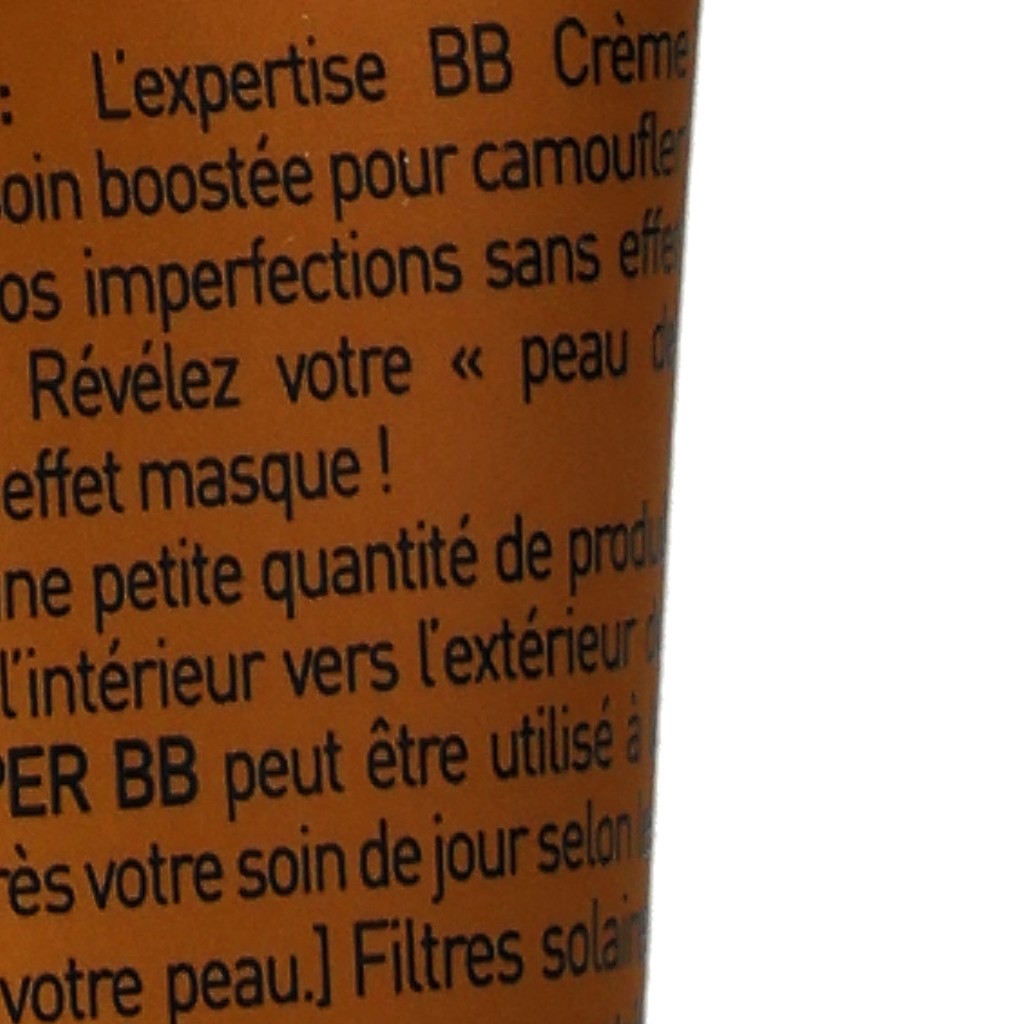 : L'expertise BB Crème
oin boostée pour camoufler
os imperfections sans effe
Révélez votre « peau de
effet masque !
ne petite quantité de produ
l'intérieur vers l'extérieur d
PER BB peut être utilisé à
rès votre soin de jour selon
votre peau.] Filtres solair